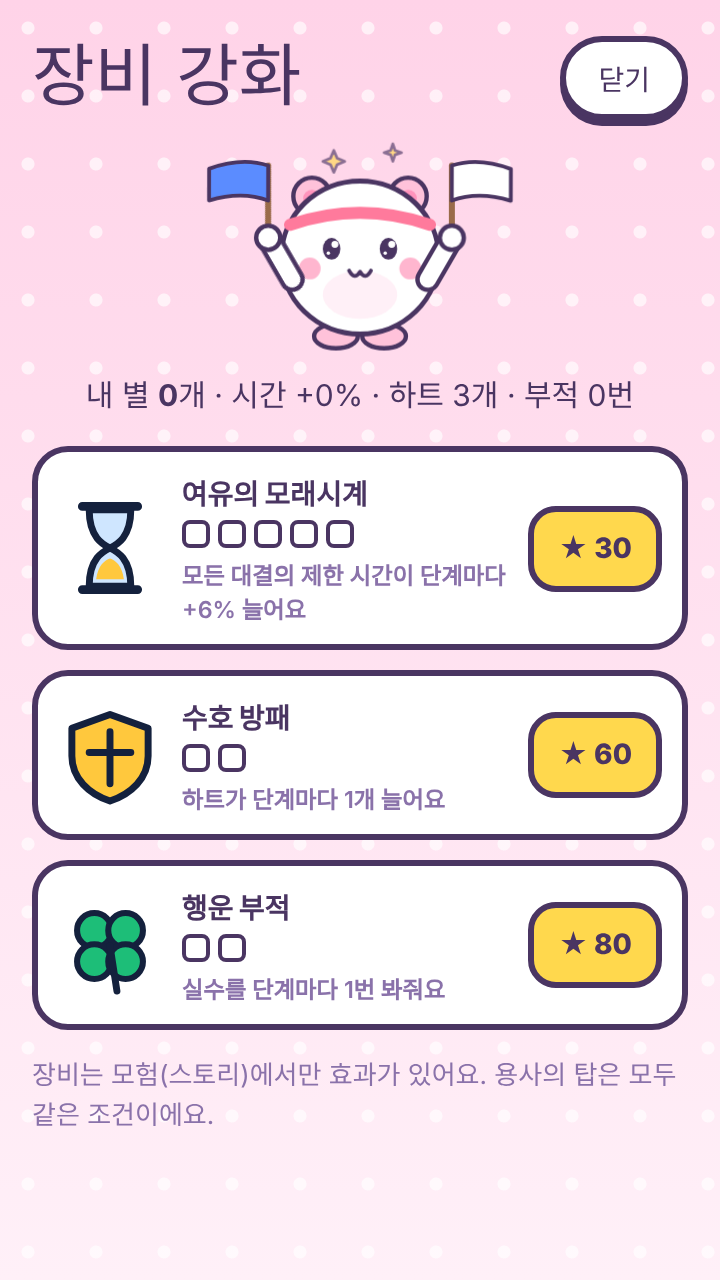 장비 강화
닫기
내 별 0개 · 시간 +0% · 하트 3개 · 부적 0번
여유의 모래시계
모든 대결의 제한 시간이 단계마다
+6% 늘어요
★ 30
수호 방패
하트가 단계마다 1개 늘어요
★ 60
행운 부적
실수를 단계마다 1번 봐줘요
★ 80
장비는 모험(스토리)에서만 효과가 있어요. 용사의 탑은 모두
같은 조건이에요.